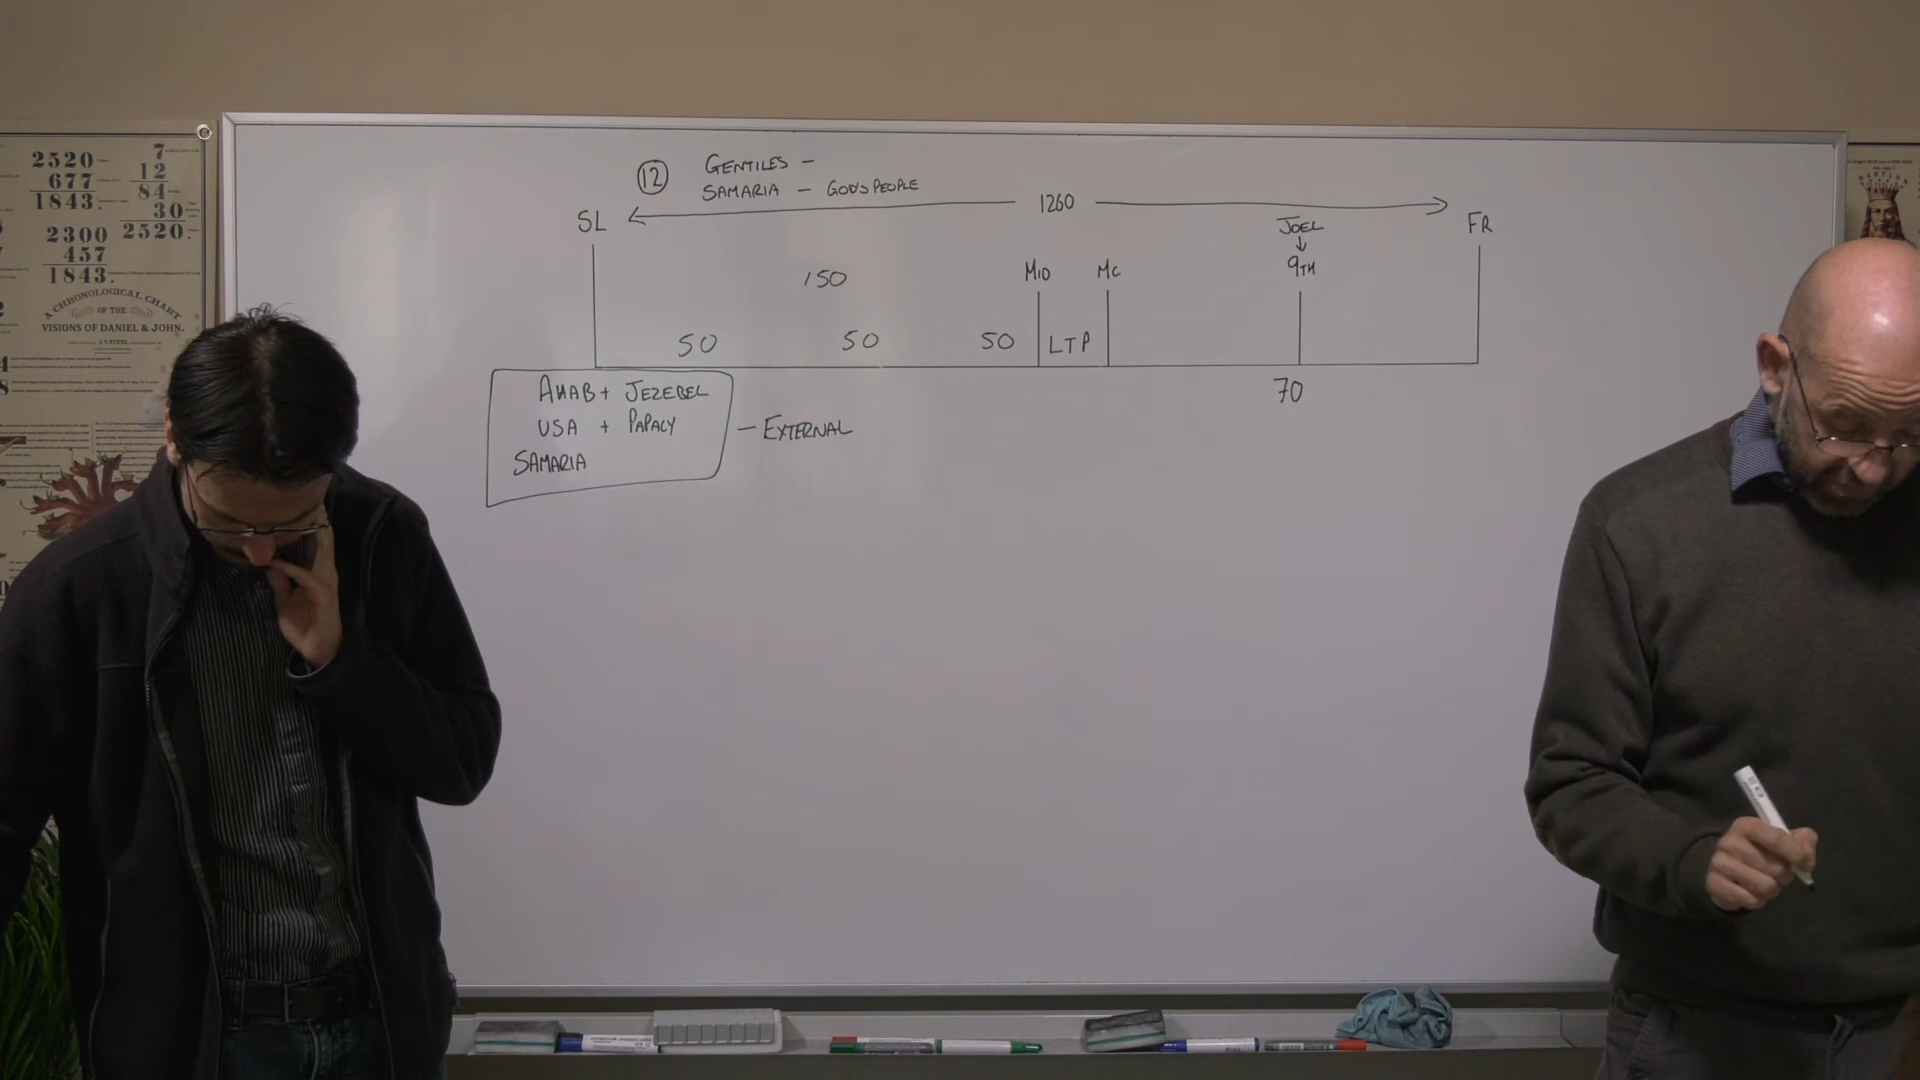 2520
677
1843.
2300
457
1843.
7
12
84
30
2520.
A CHRONOLOGICAL CHART
OF THE
VISIONS OF DANIEL & JOHN.
12 GENTILES -
SAMARIA - GOD'S PEOPLE
SL 1260 FR
JOEL
150 MID MC 9TH
50 50 50 LTP
70
AHAB + JEZEBEL
USA + PAPACY
SAMARIA
- EXTERNAL
BABYLON